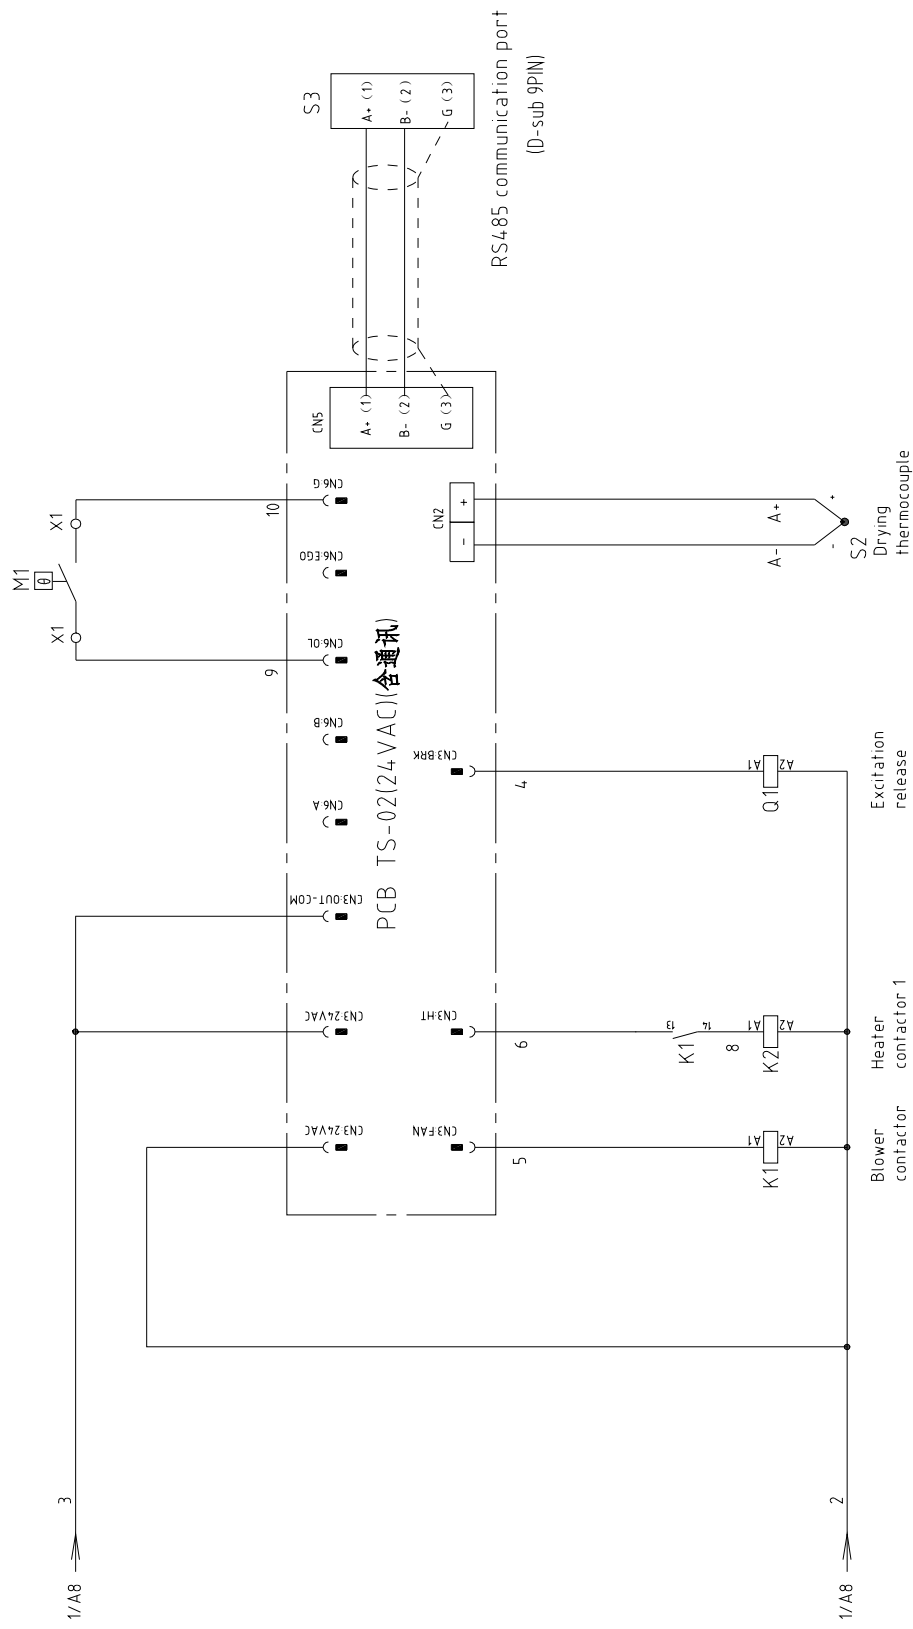 1/A8
3
1/A8
2
CN3:24VAC
CN3:24VAC
CN3:OUT-COM
CN6:A
CN6:B
CN6:OL
CN6:EGO
CN6:G
9
10
X1
M1
θ
X1
PCB TS-02(24VAC)(含通讯)
CN3:FAN
CN3:HT
CN3:BRK
CN2
- +
CN5
A+ (1)
B- (2)
G (3)
S3
A+ (1)
B- (2)
G (3)
RS485 communication port
(D-sub 9PIN)
5
6
4
K1
13
14
8
K1
A1
A2
K2
A1
A2
Q1
A1
A2
A-
A+
-
+
S2
Drying
thermocouple
Blower
contactor
Heater
contactor 1
Excitation
release